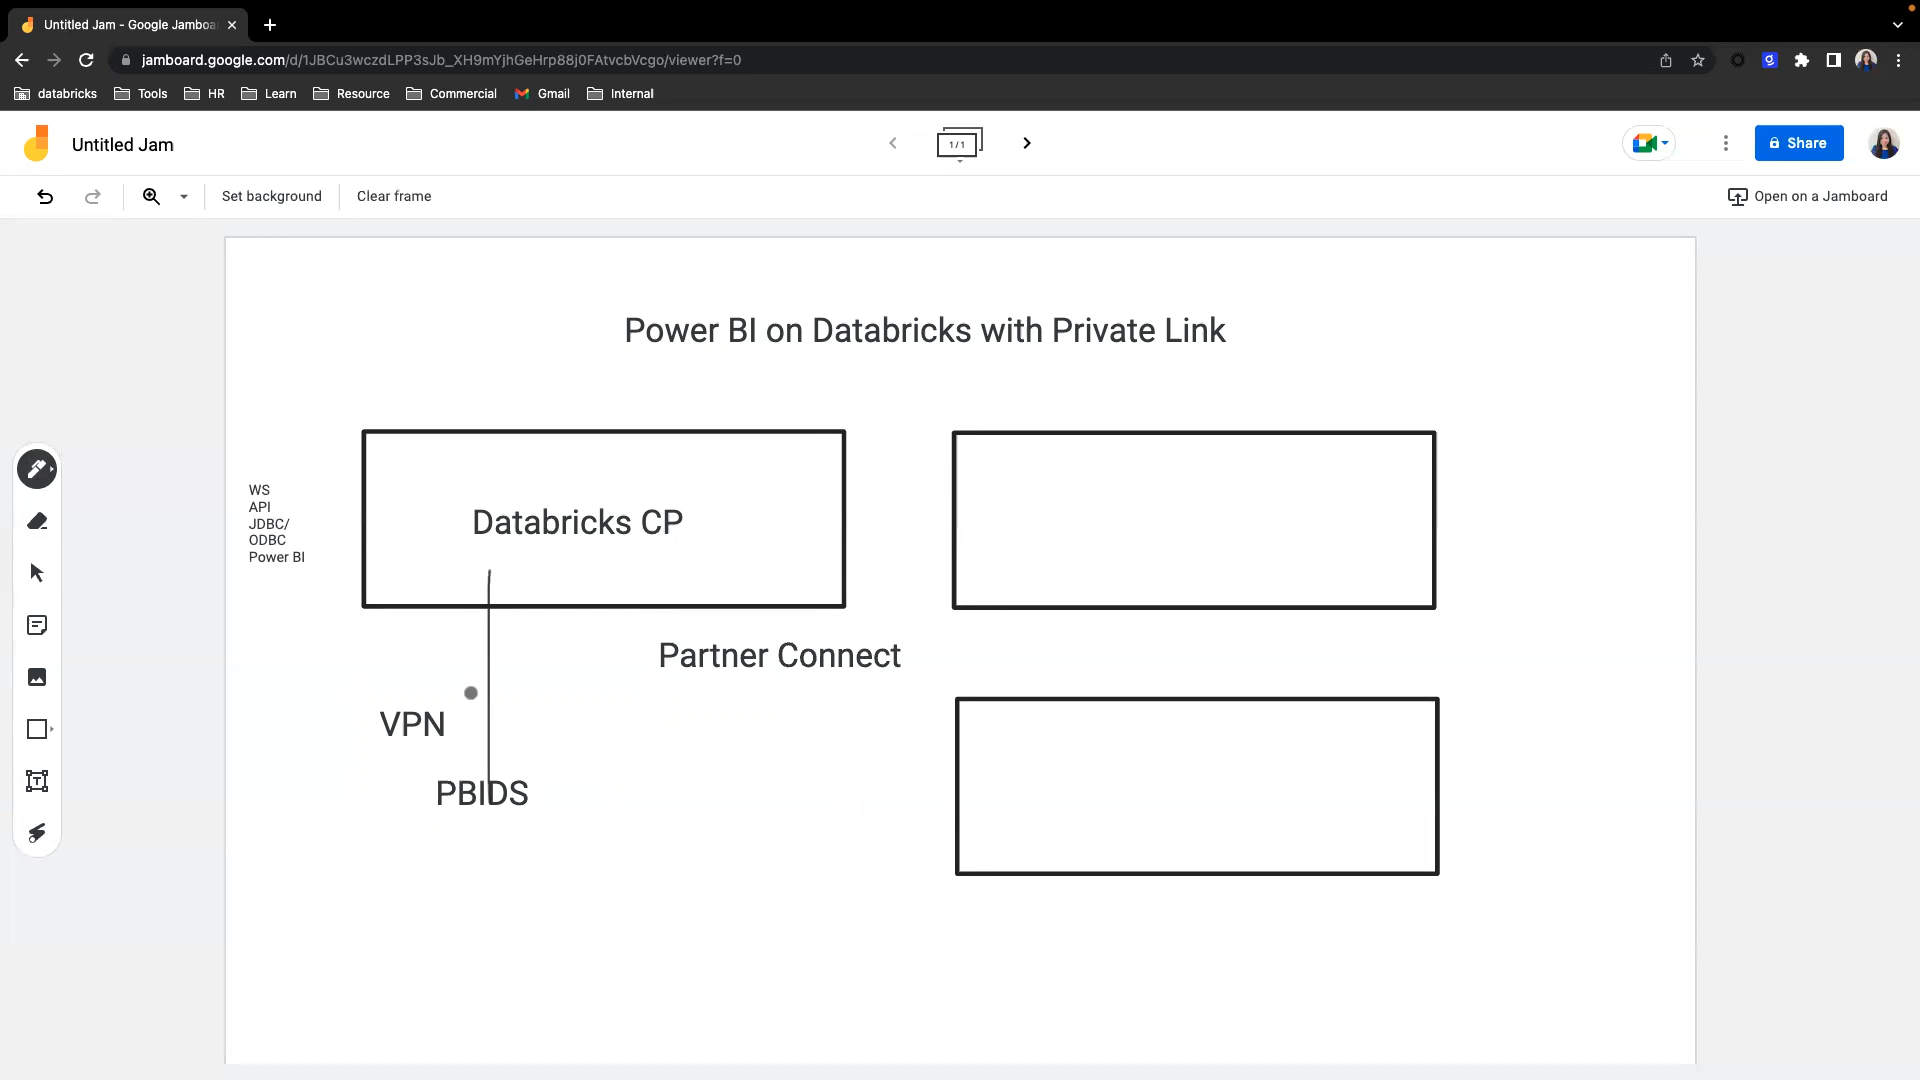 Untitled Jam - Google Jamboa
jamboard.google.com/d/1JBCu3wczdLPP3sJb_XH9mYjhGeHrp88j0FAtvcbVcgo/viewer?f=0
databricks Tools HR Learn Resource Commercial Gmail Internal
Untitled Jam
1/1
Share
Set background
Clear frame
Open on a Jamboard
Power BI on Databricks with Private Link
WS
API
JDBC/
ODBC
Power BI
Databricks CP
Partner Connect
VPN
PBIDS